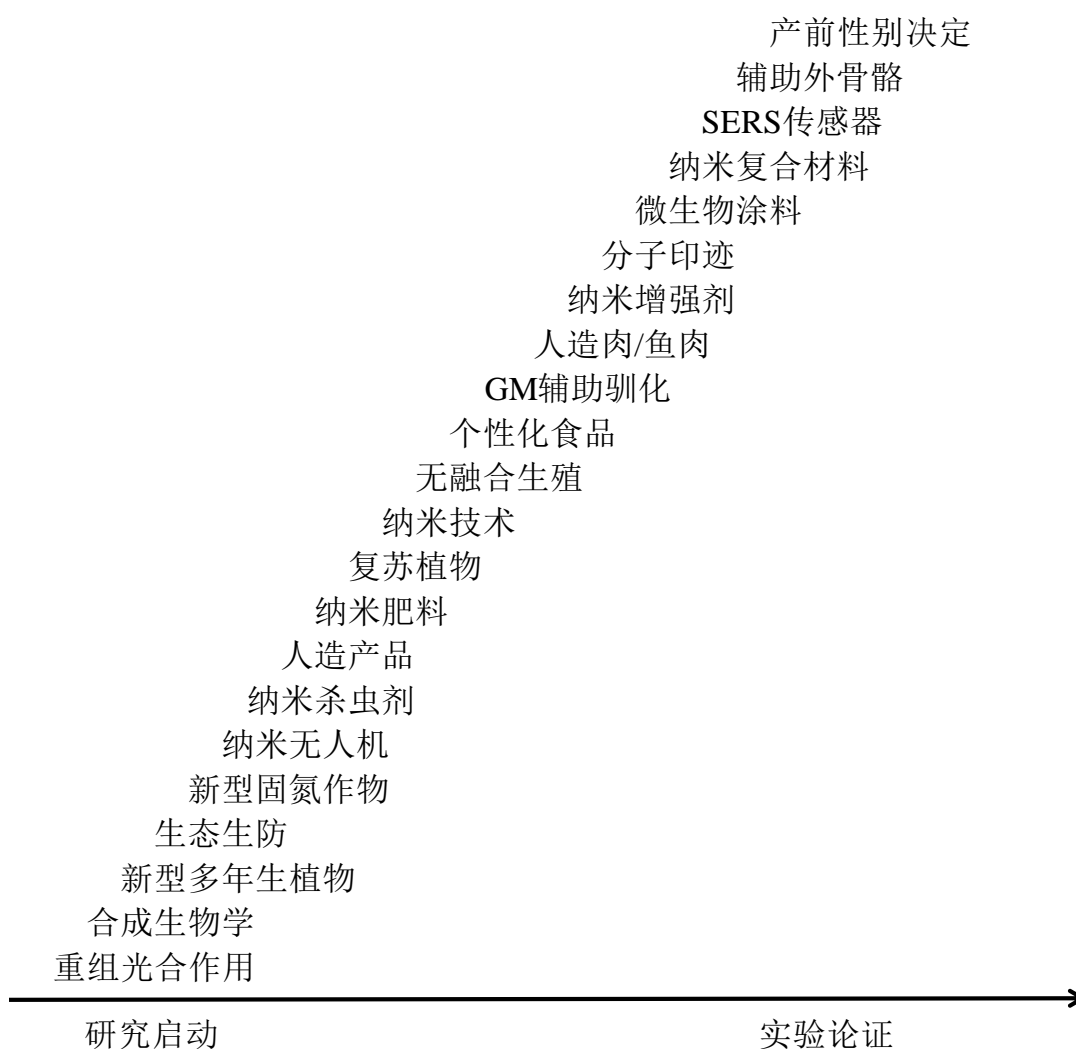 产前性别决定
辅助外骨骼
SERS传感器
纳米复合材料
微生物涂料
分子印迹
纳米增强剂
人造肉/鱼肉
GM辅助驯化
个性化食品
无融合生殖
纳米技术
复苏植物
纳米肥料
人造产品
纳米杀虫剂
纳米无人机
新型固氮作物
生态生防
新型多年生植物
合成生物学
重组光合作用
研究启动 实验论证